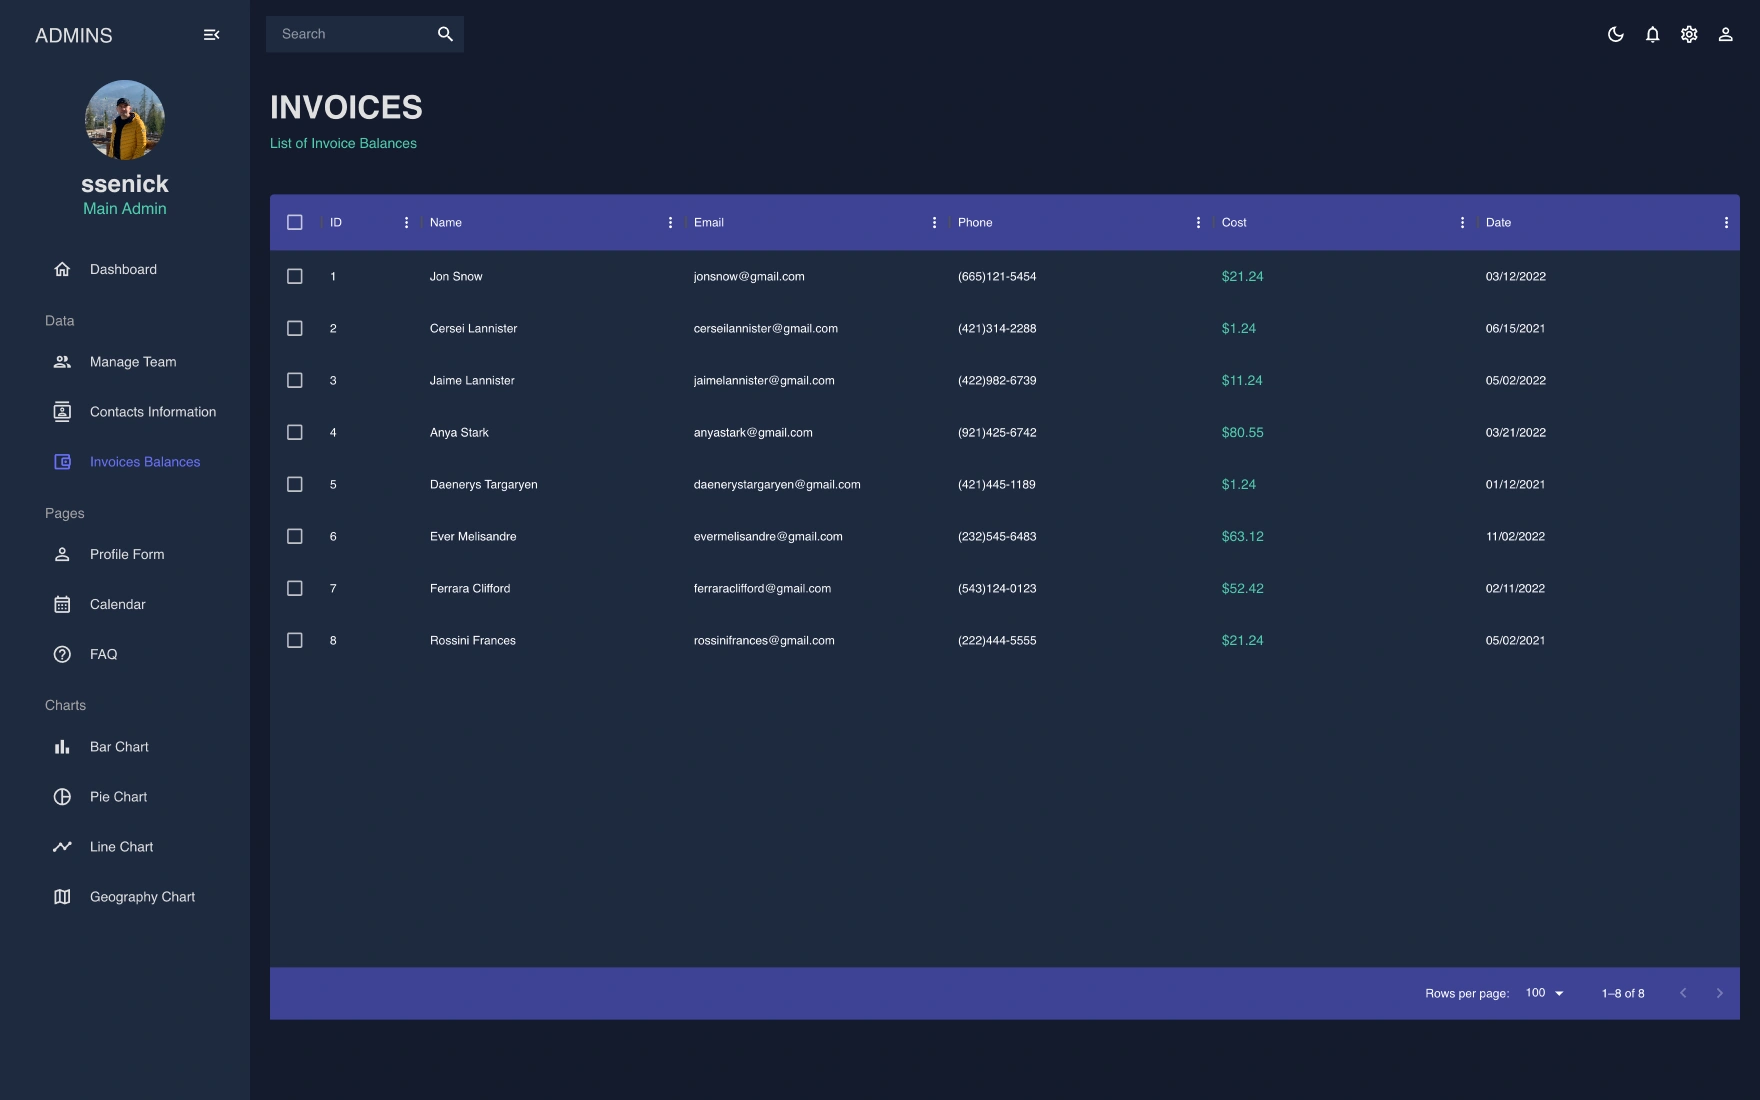 ADMINS
Search
ssenick
Main Admin
Dashboard
Data
Manage Team
Contacts Information
Invoices Balances
Pages
Profile Form
Calendar
FAQ
Charts
Bar Chart
Pie Chart
Line Chart
Geography Chart
INVOICES
List of Invoice Balances
ID Name Email Phone Cost Date
1 Jon Snow jonsnow@gmail.com (665)121-5454 $21.24 03/12/2022
2 Cersei Lannister cerseilannister@gmail.com (421)314-2288 $1.24 06/15/2021
3 Jaime Lannister jaimelannister@gmail.com (422)982-6739 $11.24 05/02/2022
4 Anya Stark anyastark@gmail.com (921)425-6742 $80.55 03/21/2022
5 Daenerys Targaryen daenerystargaryen@gmail.com (421)445-1189 $1.24 01/12/2021
6 Ever Melisandre evermelisandre@gmail.com (232)545-6483 $63.12 11/02/2022
7 Ferrara Clifford ferraraclifford@gmail.com (543)124-0123 $52.42 02/11/2022
8 Rossini Frances rossinifrances@gmail.com (222)444-5555 $21.24 05/02/2021
Rows per page: 100 1–8 of 8